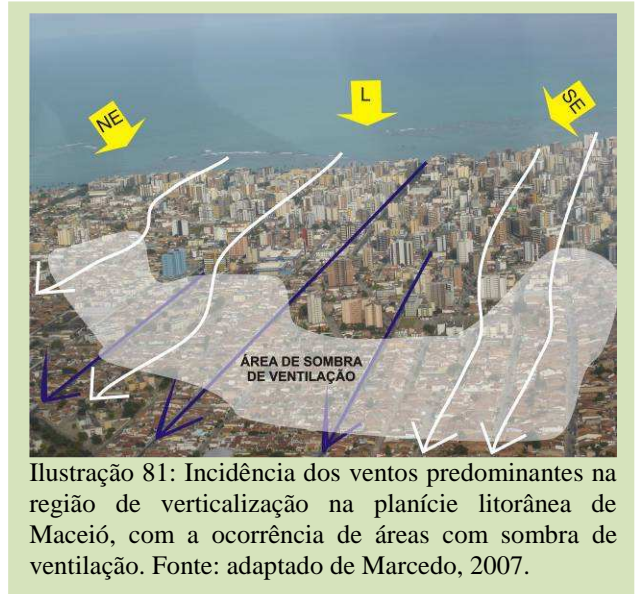 NE
L
SE
ÁREA DE SOMBRA
DE VENTILAÇÃO
Ilustração 81: Incidência dos ventos predominantes na
região de verticalização na planície litorânea de
Maceió, com a ocorrência de áreas com sombra de
ventilação. Fonte: adaptado de Marcedo, 2007.